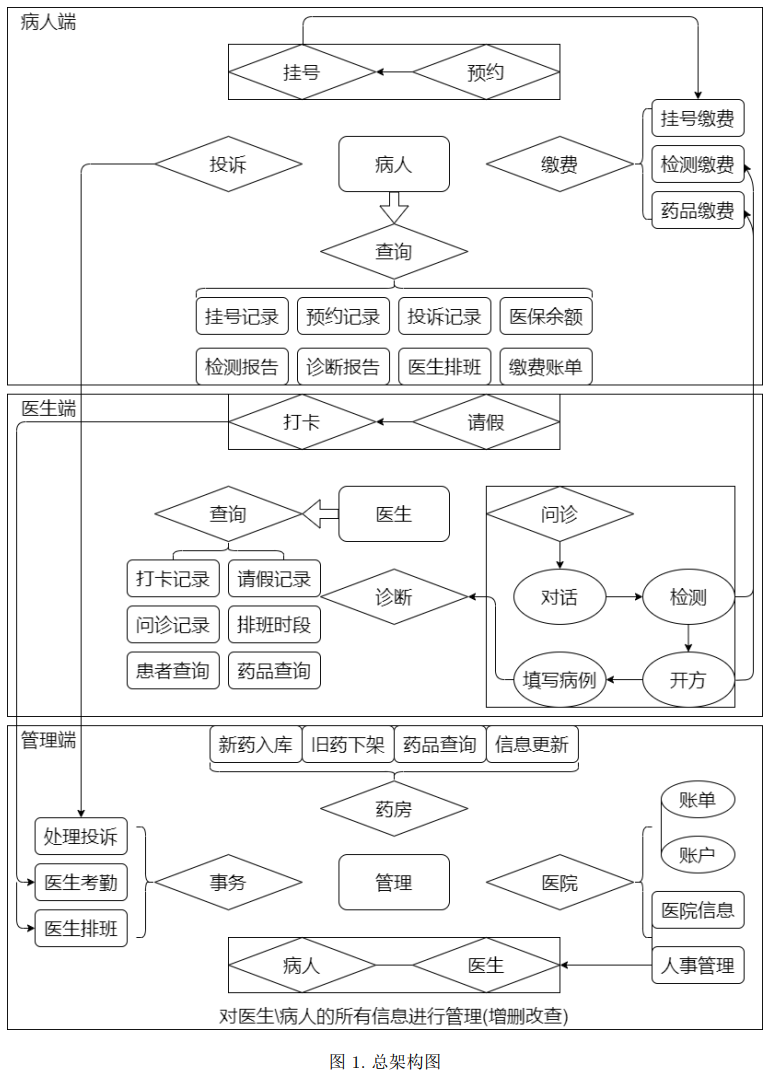 病人端
挂号
预约
挂号缴费
投诉
病人
缴费
检测缴费
药品缴费
查询
挂号记录
预约记录
投诉记录
医保余额
检测报告
诊断报告
医生排班
缴费账单
医生端
打卡
请假
查询
医生
问诊
打卡记录
请假记录
诊断
对话
检测
问诊记录
排班时段
患者查询
药品查询
填写病例
开方
管理端
新药入库
旧药下架
药品查询
信息更新
药房
账单
处理投诉
账户
医生考勤
事务
管理
医院
医院信息
医生排班
病人
医生
人事管理
对医生\病人的所有信息进行管理(增删改查)
图 1. 总架构图